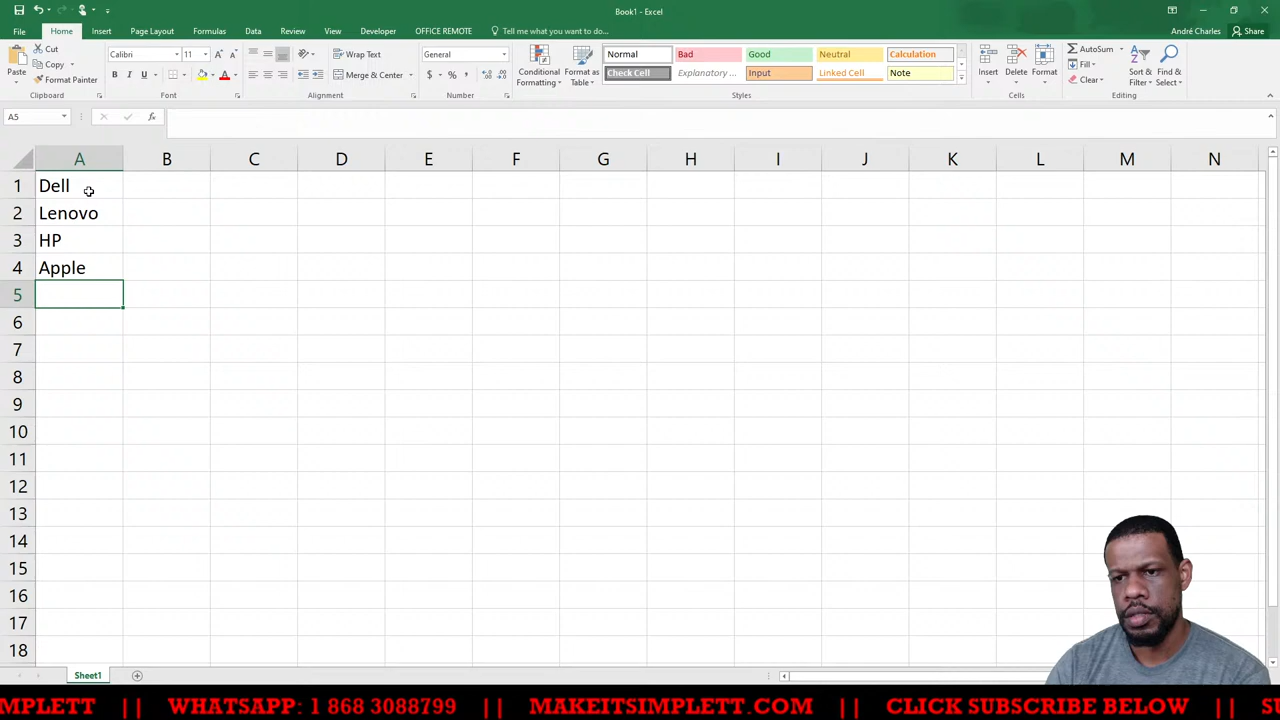 Book1 - Excel
File Home Insert Page Layout Formulas Data Review View Developer OFFICE REMOTE Tell me what you want to do... André Charles Share
Cut Calibri 11 Wrap Text General Normal Bad Good Neutral Calculation AutoSum
Copy Conditional Formatting Format as Table Insert Delete Format Fill Sort & Filter Find & Select
Paste Format Painter B I U Merge & Center $ % Check Cell Explanatory ... Input Linked Cell Note Clear
Clipboard Font Alignment Number Styles Cells Editing
A5 fx
A B C D E F G H I J K L M N
1 Dell
2 Lenovo
3 HP
4 Apple
5
6
7
8
9
10
11
12
13
14
15
16
17
18
Sheet1
IMPLETT || WHATSAPP: 1 868 3088799 || MAKEITSIMPLETT.COM || CLICK SUBSCRIBE BELOW || SU